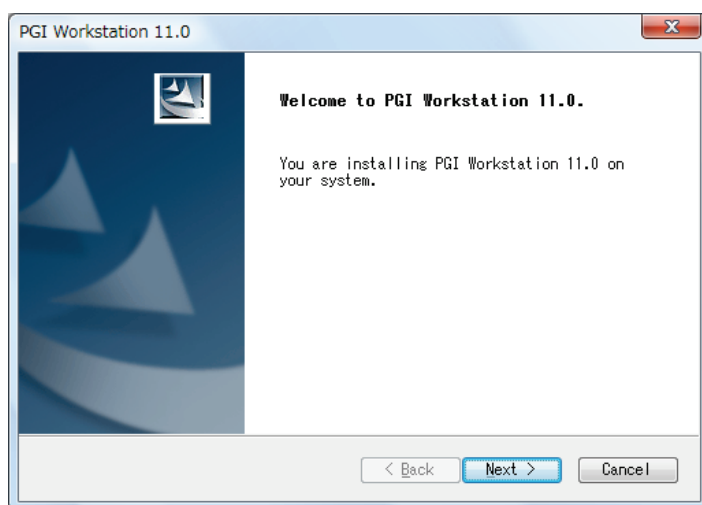 PGI Workstation 11.0
Welcome to PGI Workstation 11.0.
You are installing PGI Workstation 11.0 on
your system.
< Back Next > Cancel